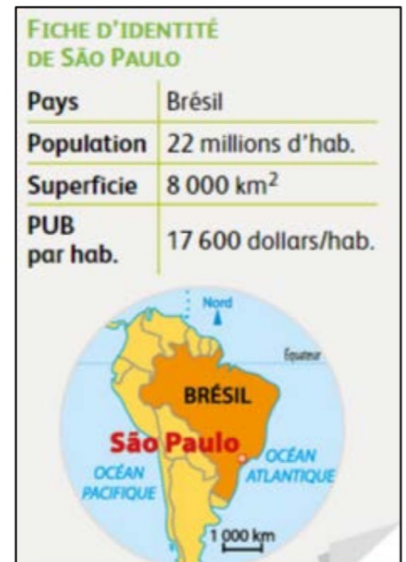 FICHE D'IDENTITÉ
DE SÃO PAULO
Pays Brésil
Population 22 millions d'hab.
Superficie 8 000 km²
PUB
par hab. 17 600 dollars/hab.
Nord
Équateur
BRÉSIL
São Paulo
OCÉAN
PACIFIQUE
OCÉAN
ATLANTIQUE
1 000 km